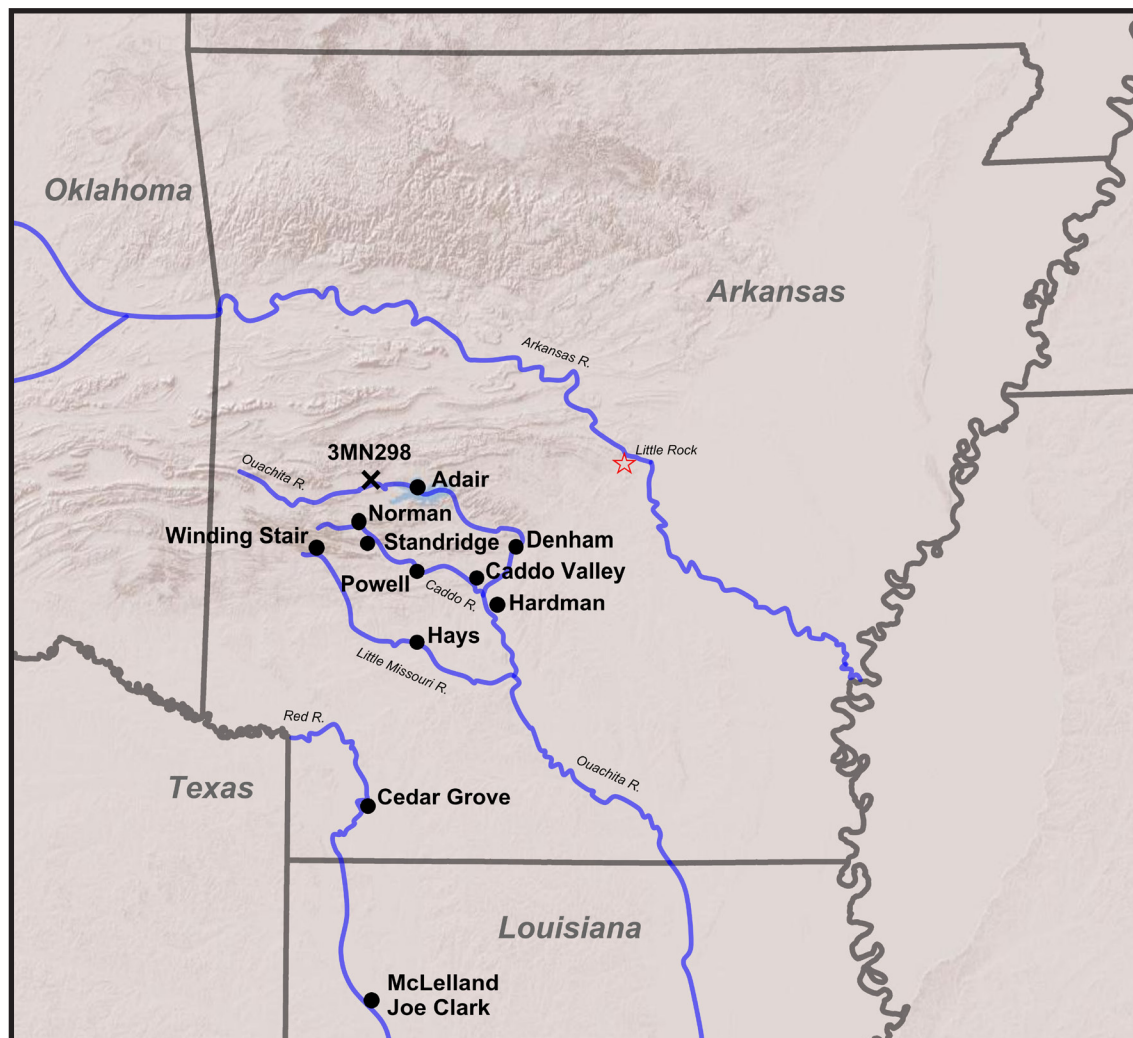 Oklahoma
Arkansas
Arkansas R.
Little Rock
3MN298
Ouachita R.
Adair
Norman
Winding Stair
Standridge
Denham
Powell
Caddo Valley
Caddo R.
Hardman
Hays
Little Missouri R.
Red R.
Ouachita R.
Texas
Cedar Grove
Louisiana
McLelland
Joe Clark